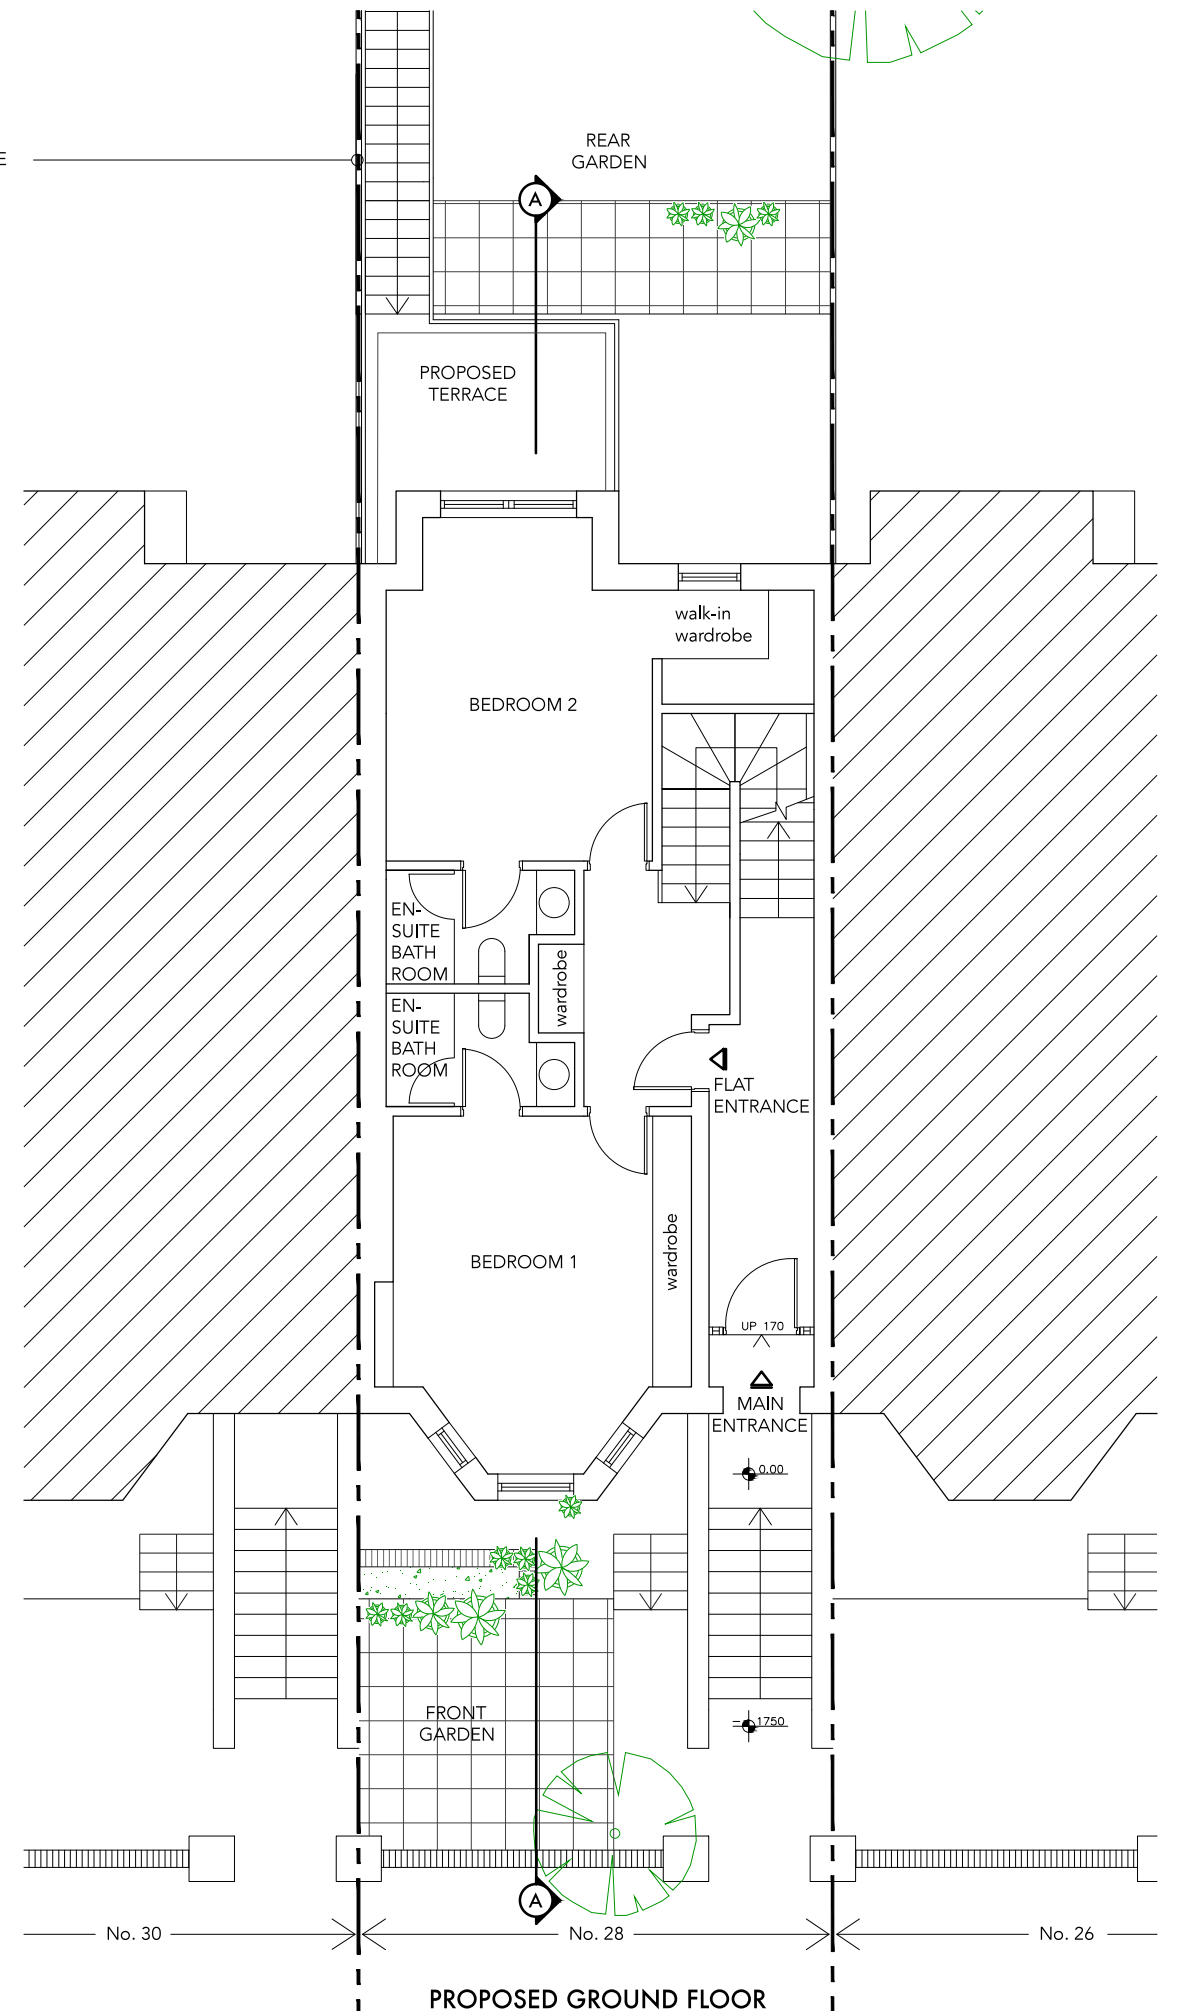 E
REAR
GARDEN
A
PROPOSED
TERRACE
walk-in
wardrobe
BEDROOM 2
EN-
SUITE
BATH
ROOM
wardrobe
EN-
SUITE
BATH
ROOM
FLAT
ENTRANCE
BEDROOM 1
wardrobe
UP 170
MAIN
ENTRANCE
0.00
FRONT
GARDEN
1750
A
No. 30
No. 28
No. 26
PROPOSED GROUND FLOOR